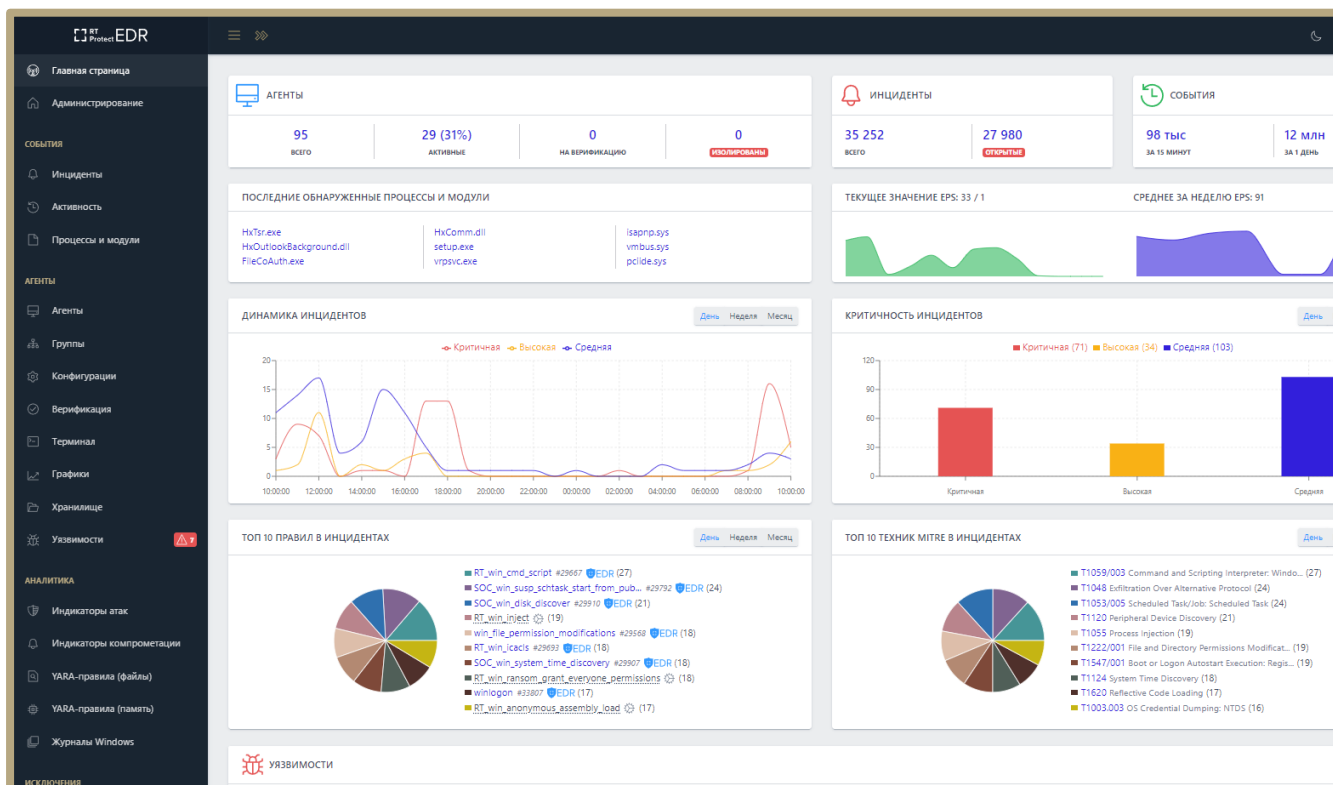 RT Protect EDR
Главная страница
Администрирование
СОБЫТИЯ
Инциденты
Активность
Процессы и модули
АГЕНТЫ
Агенты
Группы
Конфигурации
Верификация
Терминал
Графики
Хранилище
Уязвимости 7
АНАЛИТИКА
Индикаторы атак
Индикаторы компрометации
YARA-правила (файлы)
YARA-правила (память)
Журналы Windows
ИСКЛЮЧЕНИЯ
АГЕНТЫ
95 29 (31%) 0 0
ВСЕГО АКТИВНЫЕ НА ВЕРИФИКАЦИЮ ИЗОЛИРОВАНЫ
ИНЦИДЕНТЫ
35 252 27 980
ВСЕГО ОТКРЫТЫЕ
СОБЫТИЯ
98 тыс 12 млн
ЗА 15 МИНУТ ЗА 1 ДЕНЬ
ПОСЛЕДНИЕ ОБНАРУЖЕННЫЕ ПРОЦЕССЫ И МОДУЛИ
HxTsr.exe HxComm.dll isapnp.sys
HxOutlookBackground.dll setup.exe vmbus.sys
FileCoAuth.exe vrpsvc.exe pciide.sys
ТЕКУЩЕЕ ЗНАЧЕНИЕ EPS: 33 / 1 СРЕДНЕЕ ЗА НЕДЕЛЮ EPS: 91
ДИНАМИКА ИНЦИДЕНТОВ День Неделя Месяц
Критичная Высокая Средняя
20
15
10
5
0
10:00:00 12:00:00 14:00:00 16:00:00 18:00:00 20:00:00 22:00:00 00:00:00 02:00:00 04:00:00 06:00:00 08:00:00 10:00:00
КРИТИЧНОСТЬ ИНЦИДЕНТОВ День
Критичная (71) Высокая (34) Средняя (103)
120
90
60
30
0
Критичная Высокая Средняя
ТОП 10 ПРАВИЛ В ИНЦИДЕНТАХ День Неделя Месяц
RT_win_cmd_script #29667 EDR (27)
SOC_win_susp_schtask_start_from_pub... #29792 EDR (24)
SOC_win_disk_discover #29910 EDR (21)
RT_win_inject (19)
win_file_permission_modifications #29568 EDR (18)
RT_win_icacls #29693 EDR (18)
SOC_win_system_time_discovery #29907 EDR (18)
RT_win_ransom_grant_everyone_permissions (18)
winlogon #33807 EDR (17)
RT_win_anonymous_assembly_load (17)
ТОП 10 ТЕХНИК MITRE В ИНЦИДЕНТАХ День
T1059/003 Command and Scripting Interpreter: Windo... (27)
T1048 Exfiltration Over Alternative Protocol (24)
T1053/005 Scheduled Task/Job: Scheduled Task (24)
T1120 Peripheral Device Discovery (21)
T1055 Process Injection (19)
T1222/001 File and Directory Permissions Modificat... (19)
T1547/001 Boot or Logon Autostart Execution: Regis... (19)
T1124 System Time Discovery (18)
T1620 Reflective Code Loading (17)
T1003.003 OS Credential Dumping: NTDS (16)
УЯЗВИМОСТИ